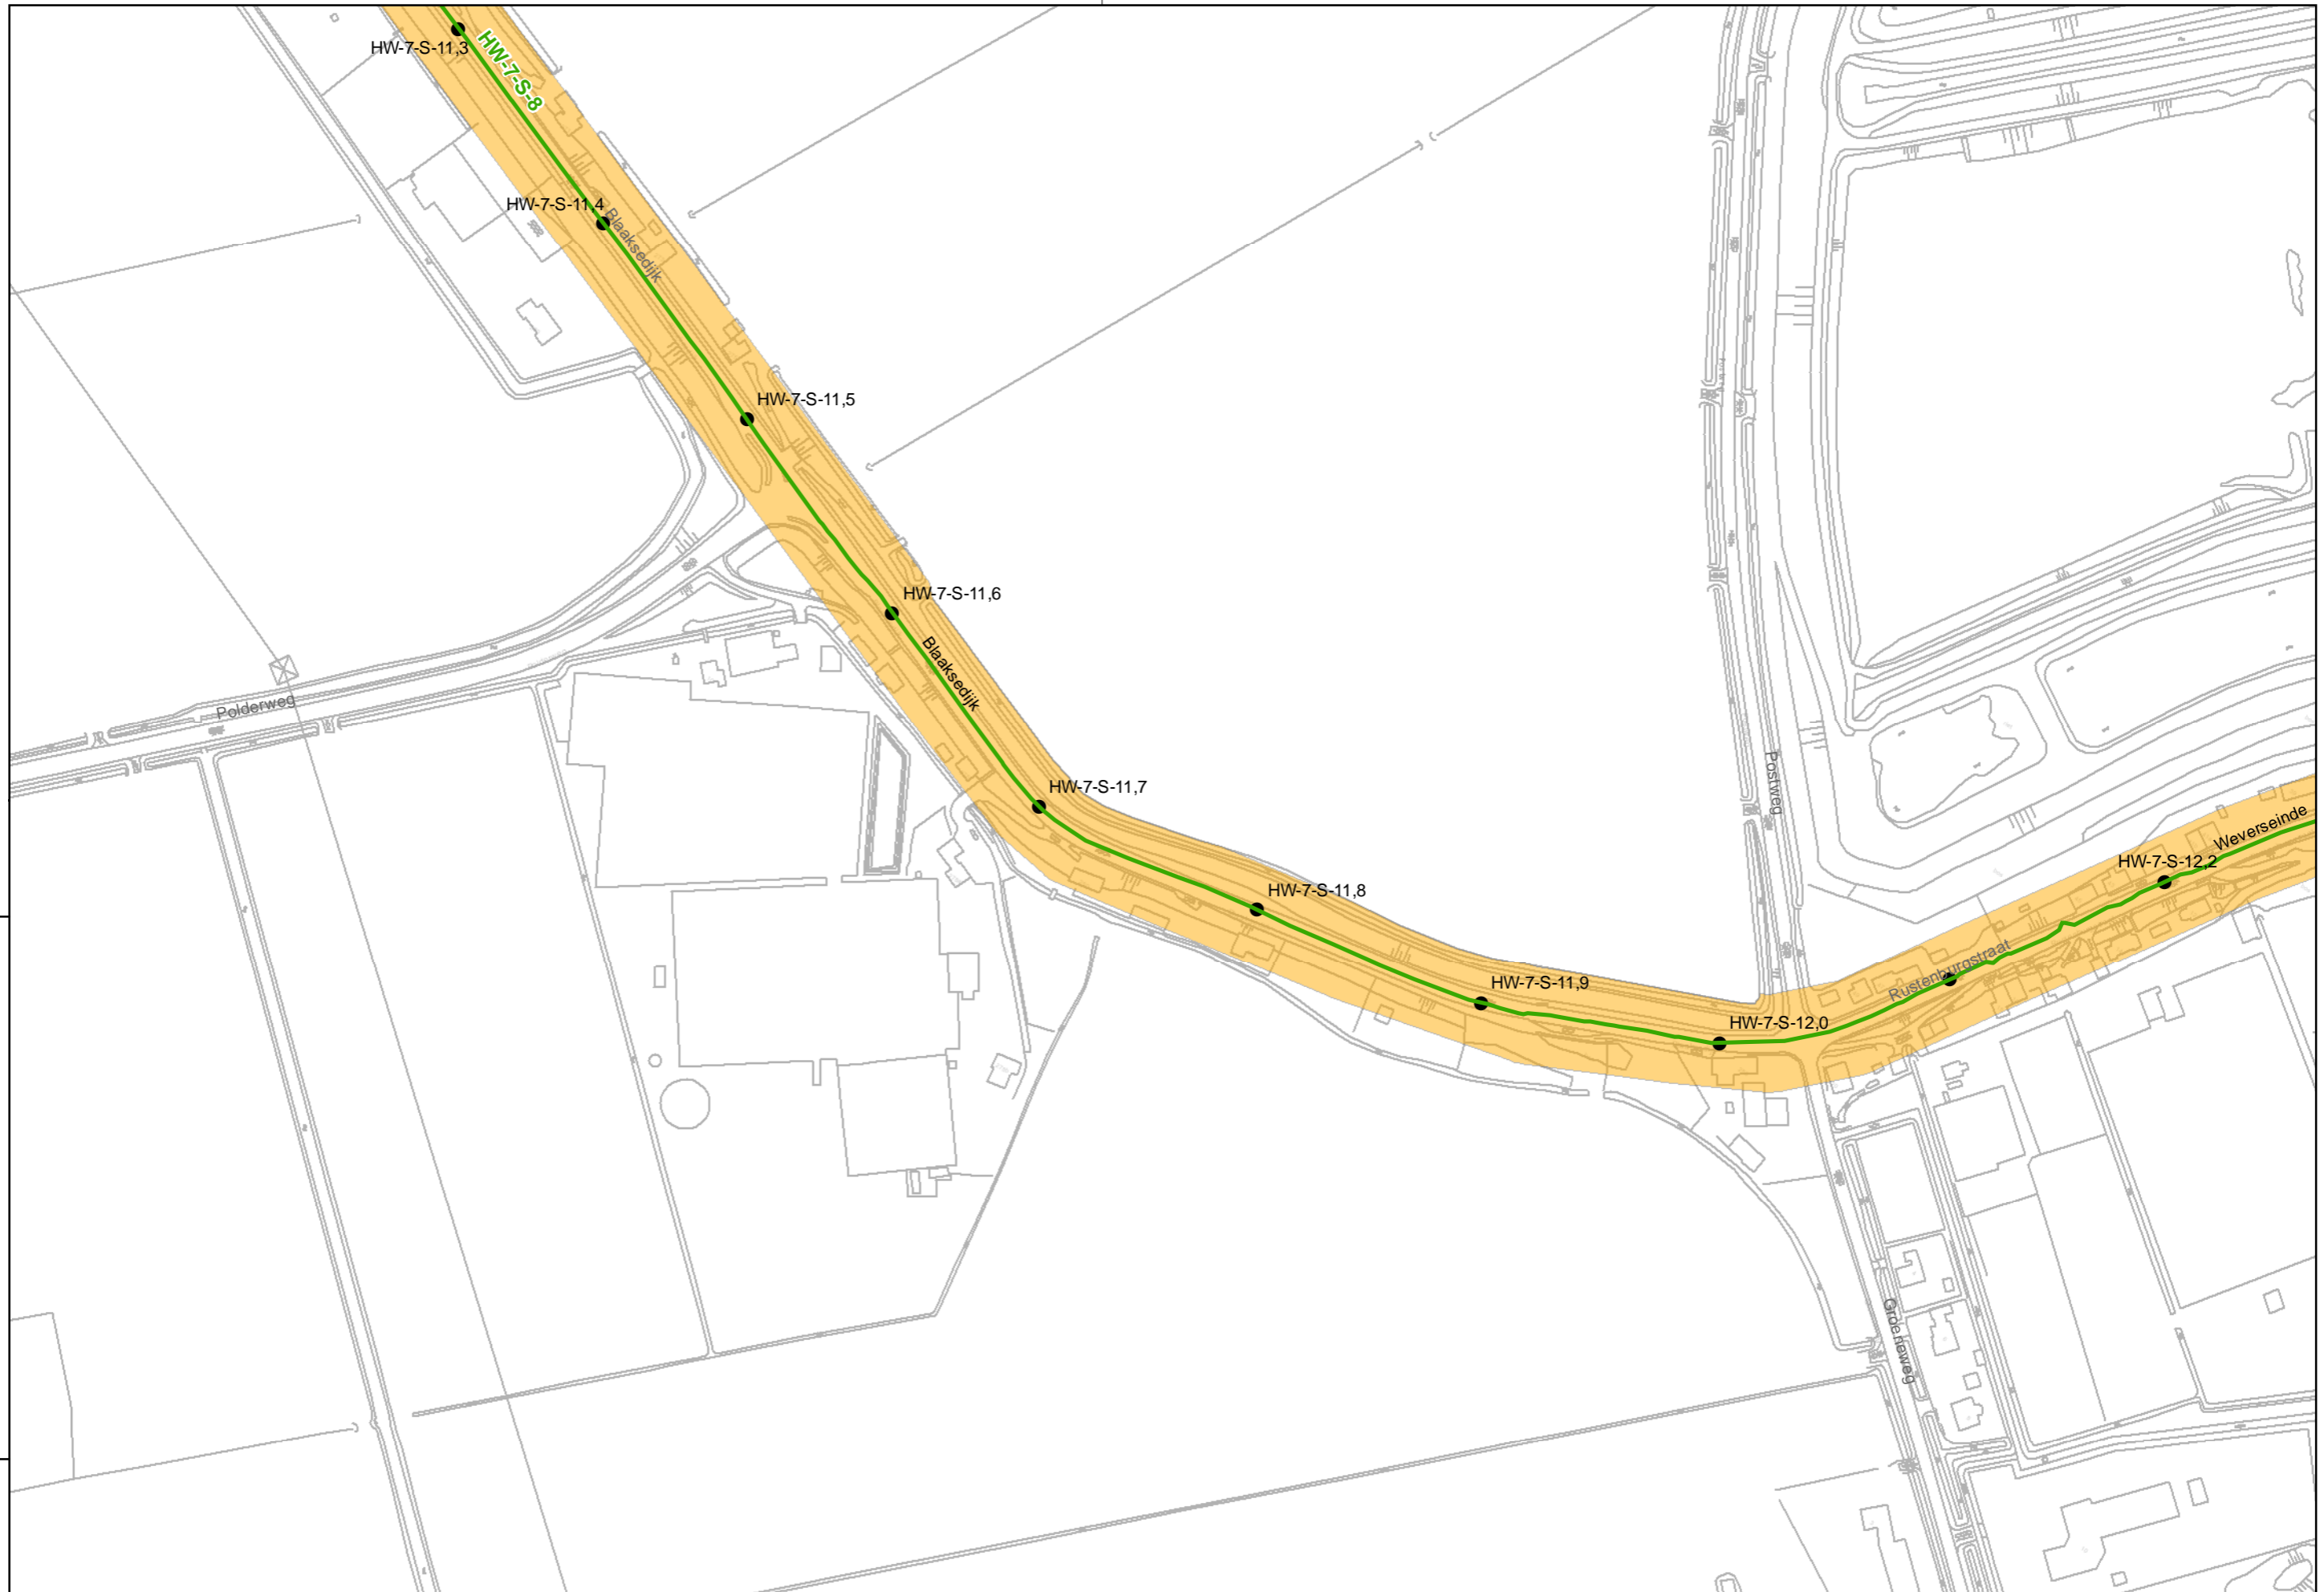 HW-7-S-11,3
HW-7-S-8
HW-7-S-11,4
Blaaksedijk
HW-7-S-11,5
HW-7-S-11,6
Blaaksedijk
Polderweg
HW-7-S-11,7
Postweg
Weverseinde
HW-7-S-12,2
HW-7-S-11,8
Rustenburgstraat
HW-7-S-11,9
HW-7-S-12,0
Groeneweg